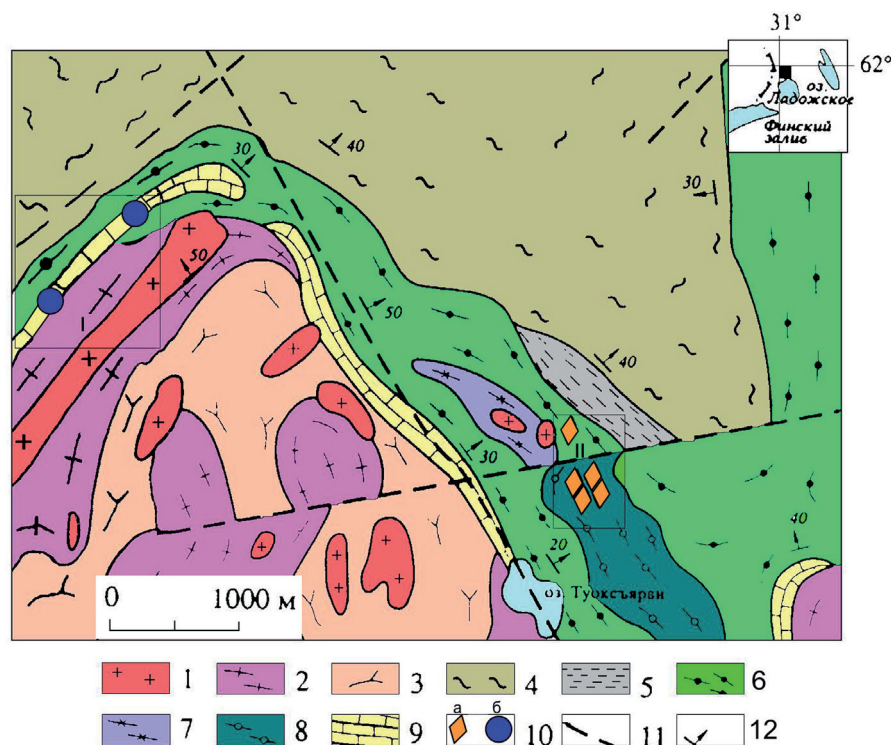 31°
62°
оз.
Ладожское
Финский
залив
30
40
30
50
I
50
40
30
II
20
40
оз. Туоксъярви
0 1000 м
1 2 3 4 5 6
а б
7 8 9 10 11 12